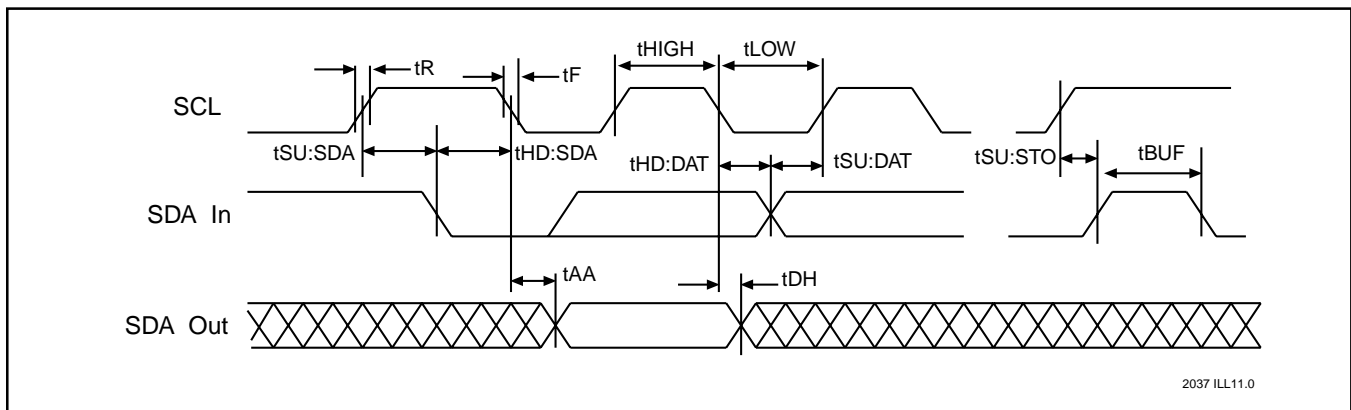 tHIGH
tLOW
tR
tF
SCL
tSU:SDA
tHD:SDA
tHD:DAT
tSU:DAT
tSU:STO
tBUF
SDA In
tAA
tDH
SDA Out
2037 ILL11.0